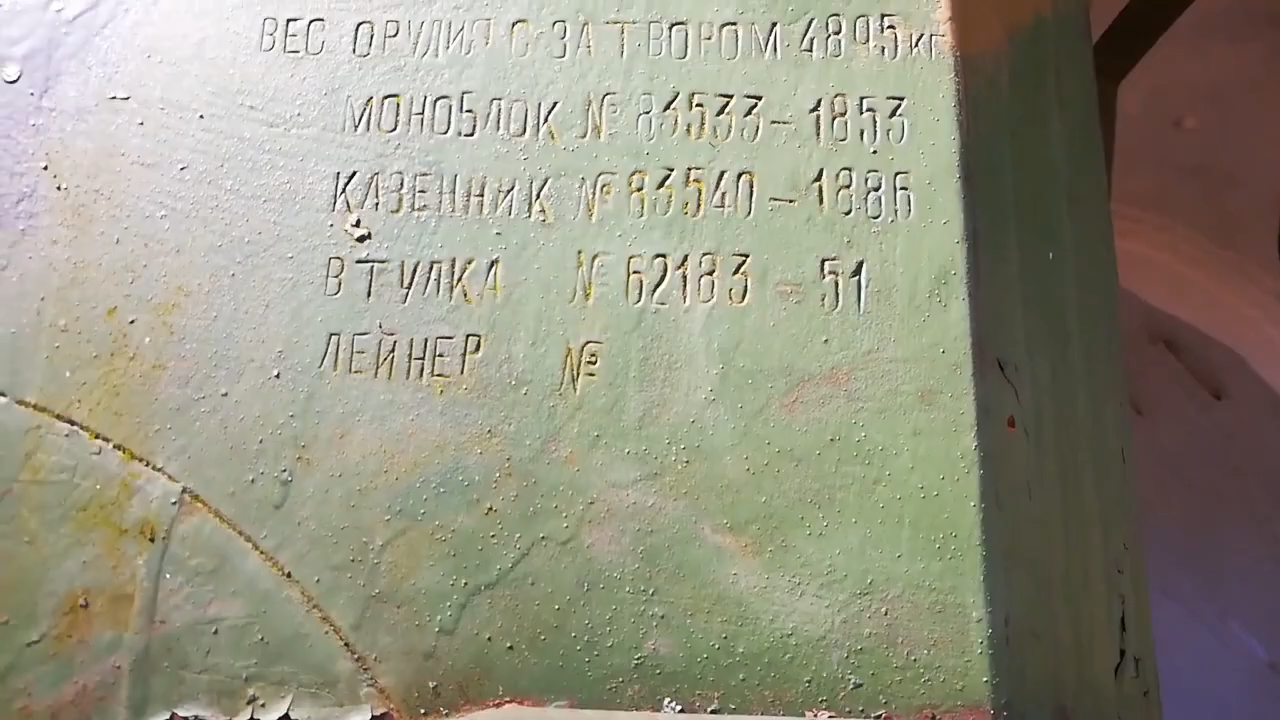 ВЕС ОРУДИЯ С ЗАТВОРОМ 4895 кг
МОНОБЛОК № 83533-1853
КАЗЕННИК № 83540-1886
ВТУЛКА № 62183-51
ЛЕЙНЕР №